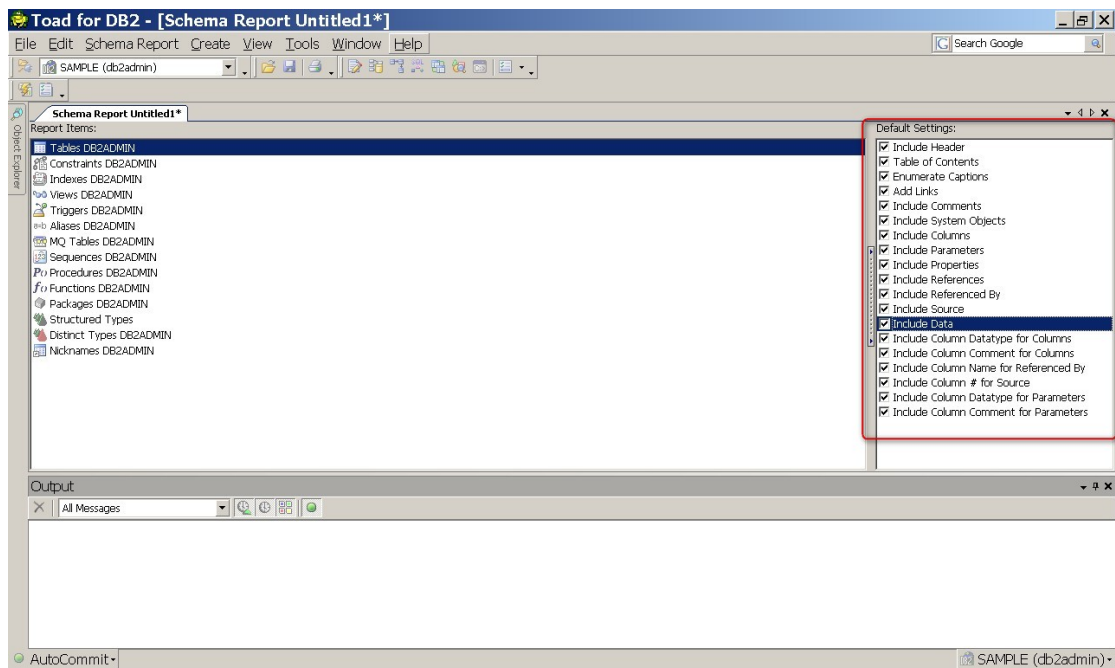 Toad for DB2 - [Schema Report Untitled1*]
File Edit Schema Report Create View Tools Window Help
Search Google
SAMPLE (db2admin)
Schema Report Untitled1*
Object Explorer
Report Items:
Tables DB2ADMIN
Constraints DB2ADMIN
Indexes DB2ADMIN
Views DB2ADMIN
Triggers DB2ADMIN
Aliases DB2ADMIN
MQ Tables DB2ADMIN
Sequences DB2ADMIN
Procedures DB2ADMIN
Functions DB2ADMIN
Packages DB2ADMIN
Structured Types
Distinct Types DB2ADMIN
Nicknames DB2ADMIN
Default Settings:
Include Header
Table of Contents
Enumerate Captions
Add Links
Include Comments
Include System Objects
Include Columns
Include Parameters
Include Properties
Include References
Include Referenced By
Include Source
Include Data
Include Column Datatype for Columns
Include Column Comment for Columns
Include Column Name for Referenced By
Include Column # for Source
Include Column Datatype for Parameters
Include Column Comment for Parameters
Output
All Messages
AutoCommit
SAMPLE (db2admin)